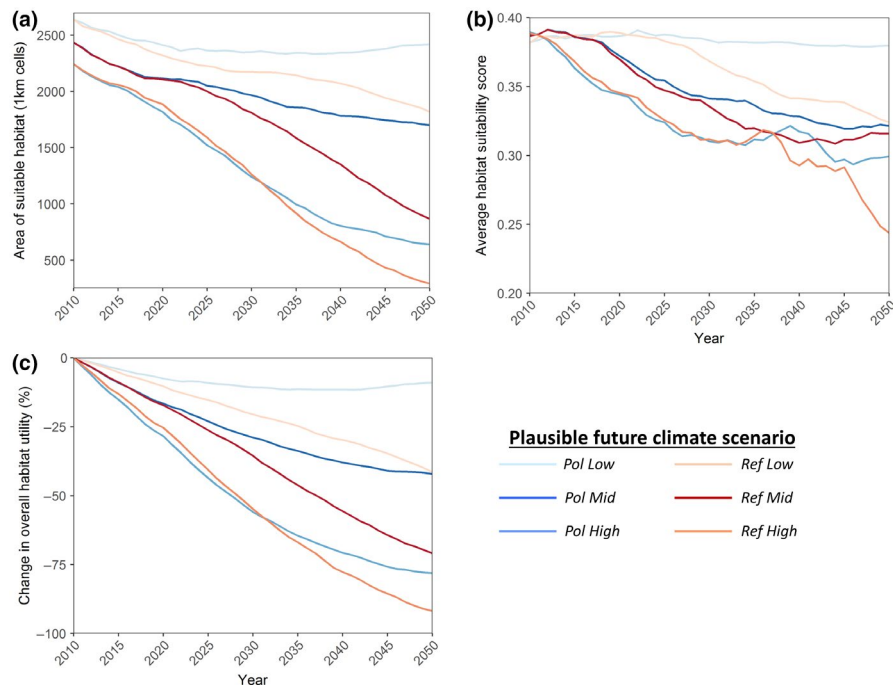 (a)
Area of suitable habitat (1km cells)
2500
2000
1500
1000
500
2010 2015 2020 2025 2030 2035 2040 2045 2050
(b)
Average habitat suitability score
0.40
0.35
0.30
0.25
0.20
2010 2015 2020 2025 2030 2035 2040 2045 2050
Year
(c)
Change in overall habitat utility (%)
0
−25
−50
−75
−100
2010 2015 2020 2025 2030 2035 2040 2045 2050
Year
Plausible future climate scenario
Pol Low Ref Low
Pol Mid Ref Mid
Pol High Ref High